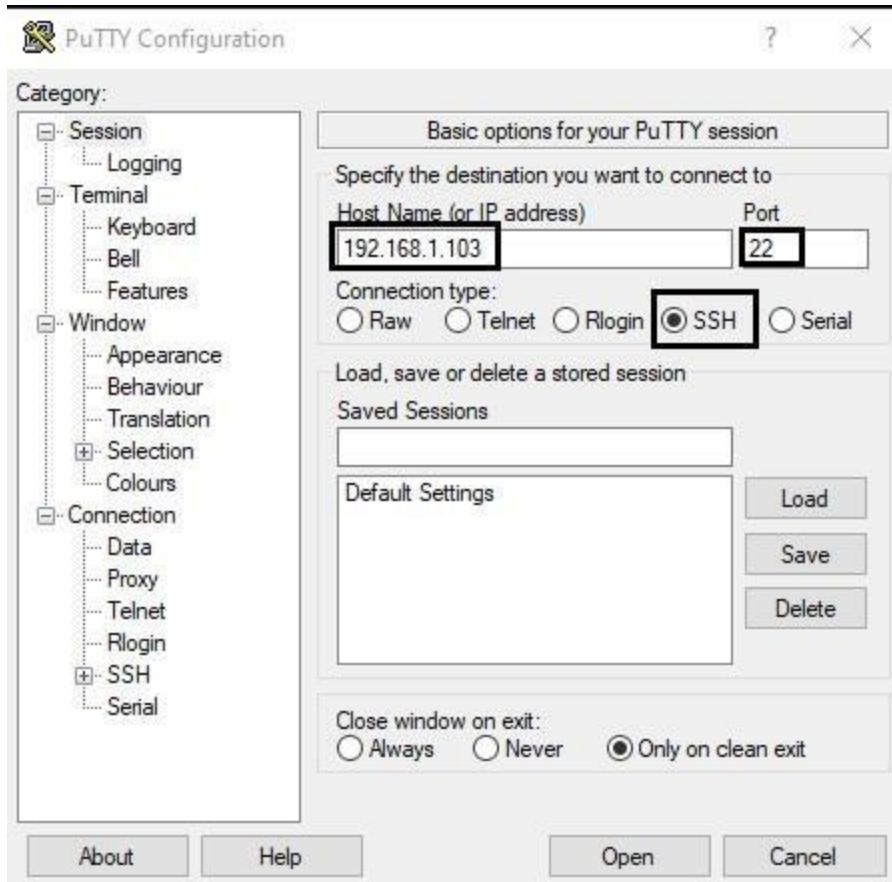 PuTTY Configuration ? ×
Category:
Session
Logging
Terminal
Keyboard
Bell
Features
Window
Appearance
Behaviour
Translation
Selection
Colours
Connection
Data
Proxy
Telnet
Rlogin
SSH
Serial
Basic options for your PuTTY session
Specify the destination you want to connect to
Host Name (or IP address) Port
192.168.1.103 22
Connection type:
Raw Telnet Rlogin SSH Serial
Load, save or delete a stored session
Saved Sessions
Default Settings
Load
Save
Delete
Close window on exit:
Always Never Only on clean exit
About Help Open Cancel